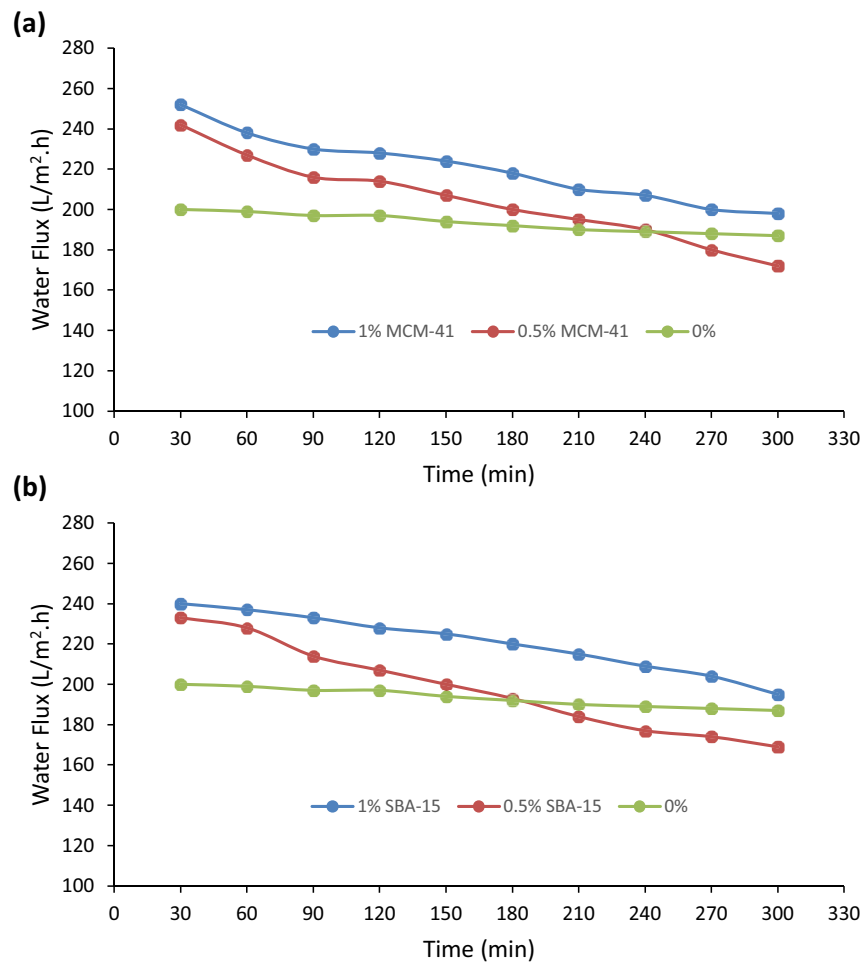 (a)
280
260
240
220
200
180
160
140
120
100
Water Flux (L/m².h)
1% MCM-41 0.5% MCM-41 0%
0 30 60 90 120 150 180 210 240 270 300 330
Time (min)
(b)
280
260
240
220
200
180
160
140
120
100
Water Flux (L/m².h)
1% SBA-15 0.5% SBA-15 0%
0 30 60 90 120 150 180 210 240 270 300 330
Time (min)